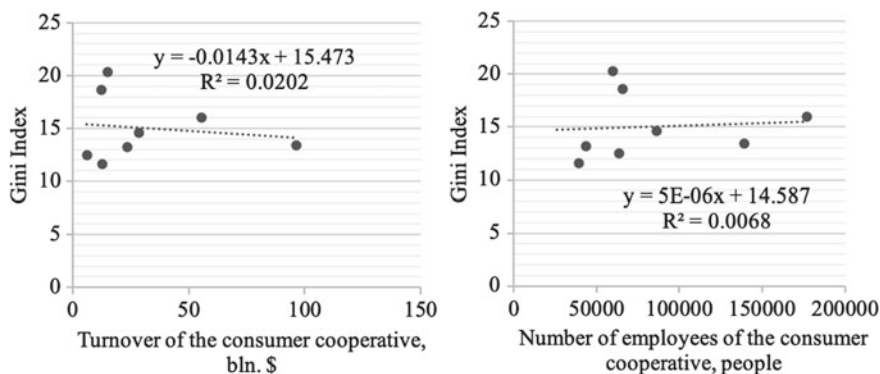 25
20
15
10
5
0
Gini Index
y = -0.0143x + 15.473
R² = 0.0202
0 50 100 150
Turnover of the consumer cooperative,
bln. $
25
20
15
10
5
0
Gini Index
y = 5E-06x + 14.587
R² = 0.0068
0 50000 100000 150000 200000
Number of employees of the consumer
cooperative, people